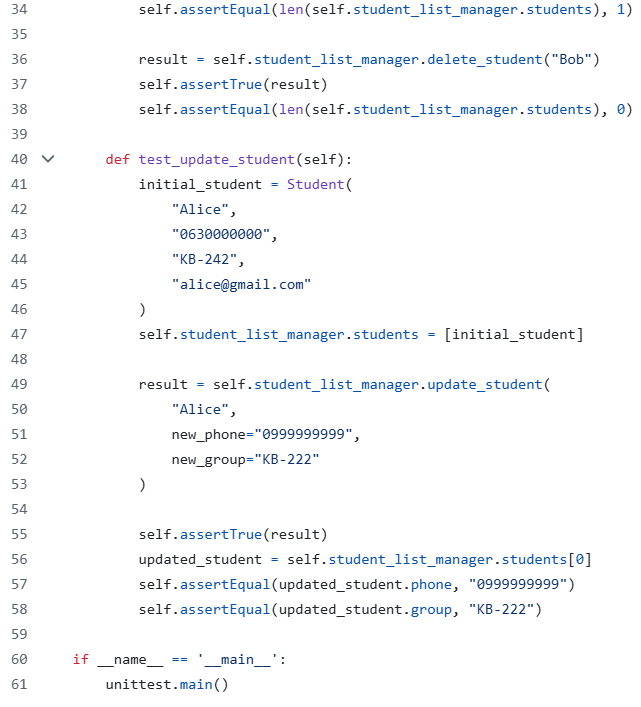 34 self.assertEqual(len(self.student_list_manager.students), 1)
35
36 result = self.student_list_manager.delete_student("Bob")
37 self.assertTrue(result)
38 self.assertEqual(len(self.student_list_manager.students), 0)
39
40 def test_update_student(self):
41 initial_student = Student(
42 "Alice",
43 "0630000000",
44 "KB-242",
45 "alice@gmail.com"
46 )
47 self.student_list_manager.students = [initial_student]
48
49 result = self.student_list_manager.update_student(
50 "Alice",
51 new_phone="0999999999",
52 new_group="KB-222"
53 )
54
55 self.assertTrue(result)
56 updated_student = self.student_list_manager.students[0]
57 self.assertEqual(updated_student.phone, "0999999999")
58 self.assertEqual(updated_student.group, "KB-222")
59
60 if __name__ == '__main__':
61 unittest.main()